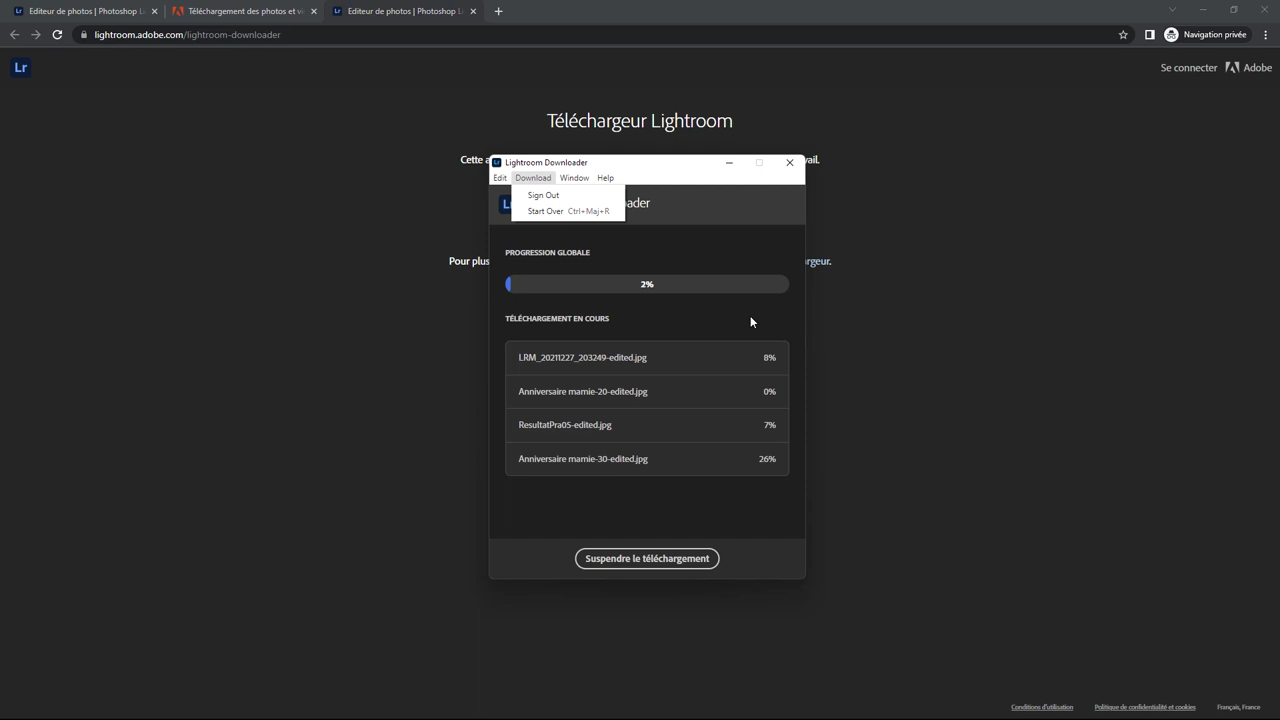 Editeur de photos | Photoshop L
Téléchargement des photos et vi
Editeur de photos | Photoshop L
lightroom.adobe.com/lightroom-downloader
Navigation privée
Lr
Se connecter
Adobe
Téléchargeur Lightroom
Cette a
ail.
Lightroom Downloader
Edit Download Window Help
Sign Out
Start Over Ctrl+Maj+R
L
ader
PROGRESSION GLOBALE
Pour plus
geur.
2%
TÉLÉCHARGEMENT EN COURS
LRM_20211227_203249-edited.jpg 8%
Anniversaire mamie-20-edited.jpg 0%
ResultatPra05-edited.jpg 7%
Anniversaire mamie-30-edited.jpg 26%
Suspendre le téléchargement
Conditions d'utilisation
Politique de confidentialité et cookies
Français, France